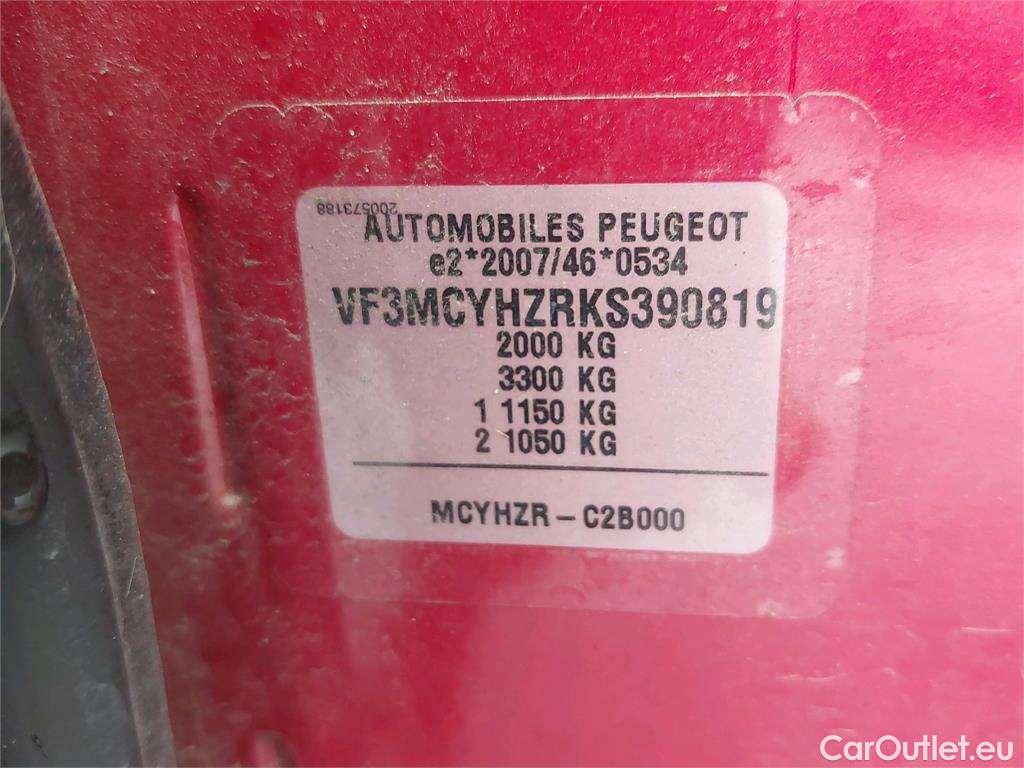 200573188
AUTOMOBILES PEUGEOT
e2*2007/46*0534
VF3MCYHZRKS390819
2000 KG
3300 KG
1 1150 KG
2 1050 KG
MCYHZR - C2B000
CarOutlet.eu